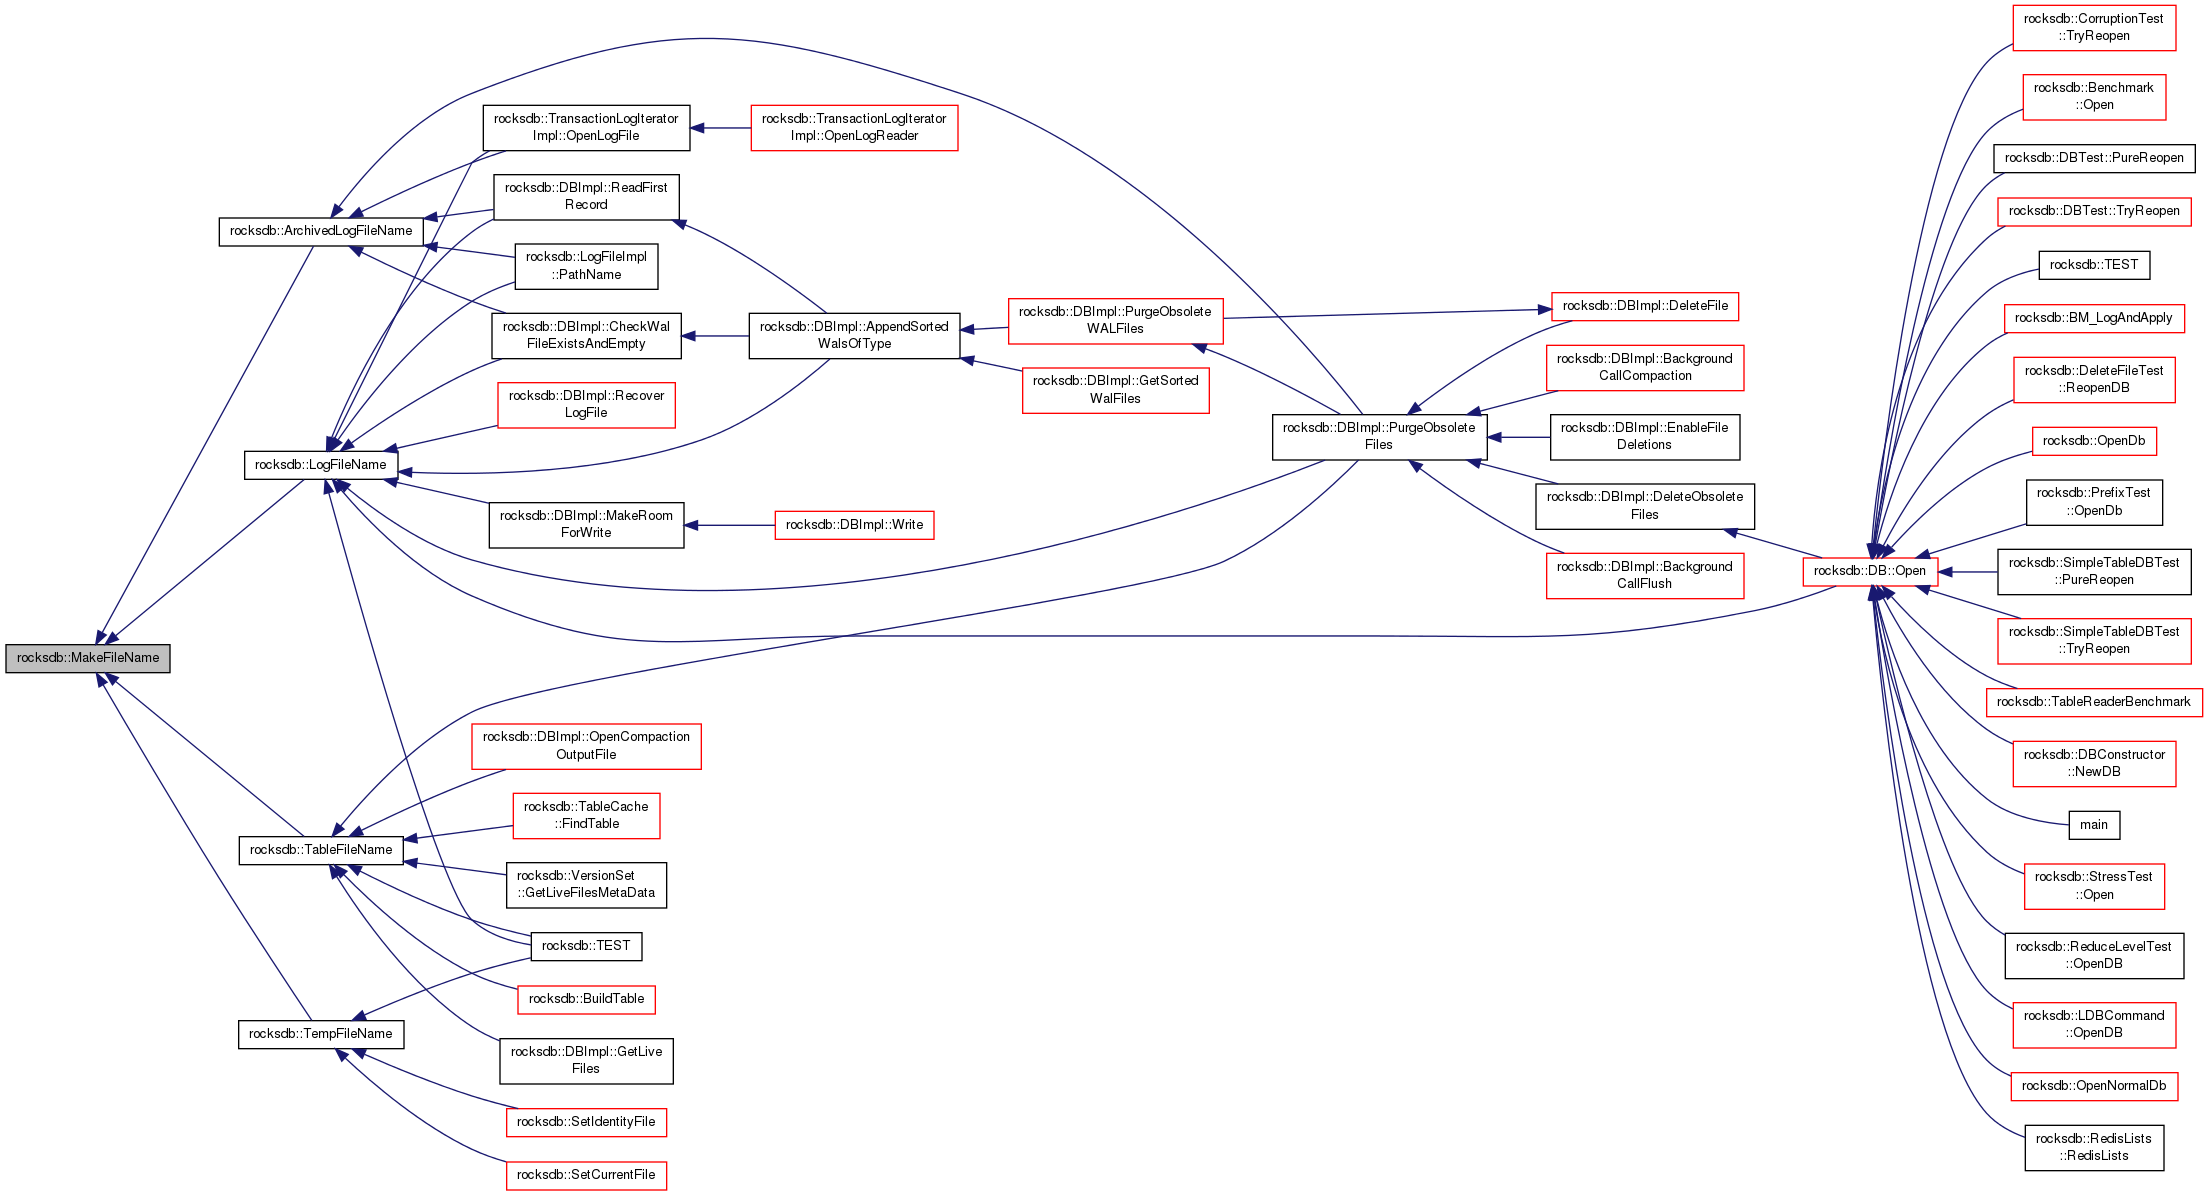 rocksdb::MakeFileName
rocksdb::ArchivedLogFileName
rocksdb::LogFileName
rocksdb::TableFileName
rocksdb::TempFileName
rocksdb::TransactionLogIterator
Impl::OpenLogFile
rocksdb::DBImpl::ReadFirst
Record
rocksdb::LogFileImpl
::PathName
rocksdb::DBImpl::CheckWal
FileExistsAndEmpty
rocksdb::DBImpl::Recover
LogFile
rocksdb::DBImpl::MakeRoom
ForWrite
rocksdb::DBImpl::OpenCompaction
OutputFile
rocksdb::TableCache
::FindTable
rocksdb::VersionSet
::GetLiveFilesMetaData
rocksdb::TEST
rocksdb::BuildTable
rocksdb::DBImpl::GetLive
Files
rocksdb::SetIdentityFile
rocksdb::SetCurrentFile
rocksdb::TransactionLogIterator
Impl::OpenLogReader
rocksdb::DBImpl::AppendSorted
WalsOfType
rocksdb::DBImpl::Write
rocksdb::DBImpl::PurgeObsolete
WALFiles
rocksdb::DBImpl::GetSorted
WalFiles
rocksdb::DBImpl::PurgeObsolete
Files
rocksdb::DBImpl::DeleteFile
rocksdb::DBImpl::Background
CallCompaction
rocksdb::DBImpl::EnableFile
Deletions
rocksdb::DBImpl::DeleteObsolete
Files
rocksdb::DBImpl::Background
CallFlush
rocksdb::DB::Open
rocksdb::CorruptionTest
::TryReopen
rocksdb::Benchmark
::Open
rocksdb::DBTest::PureReopen
rocksdb::DBTest::TryReopen
rocksdb::TEST
rocksdb::BM_LogAndApply
rocksdb::DeleteFileTest
::ReopenDB
rocksdb::OpenDb
rocksdb::PrefixTest
::OpenDb
rocksdb::SimpleTableDBTest
::PureReopen
rocksdb::SimpleTableDBTest
::TryReopen
rocksdb::TableReaderBenchmark
rocksdb::DBConstructor
::NewDB
main
rocksdb::StressTest
::Open
rocksdb::ReduceLevelTest
::OpenDB
rocksdb::LDBCommand
::OpenDB
rocksdb::OpenNormalDb
rocksdb::RedisLists
::RedisLists